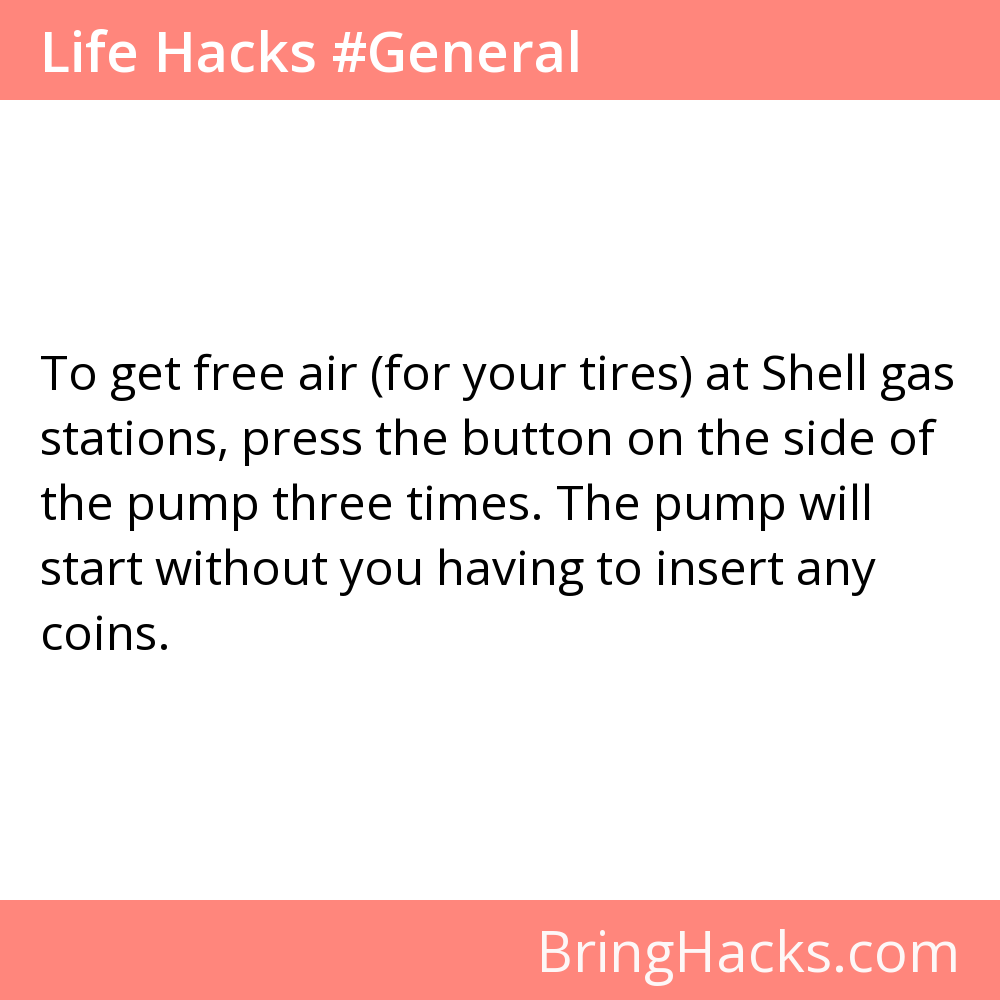 Life Hacks #General
To get free air (for your tires) at Shell gas
stations, press the button on the side of
the pump three times. The pump will
start without you having to insert any
coins.
BringHacks.com